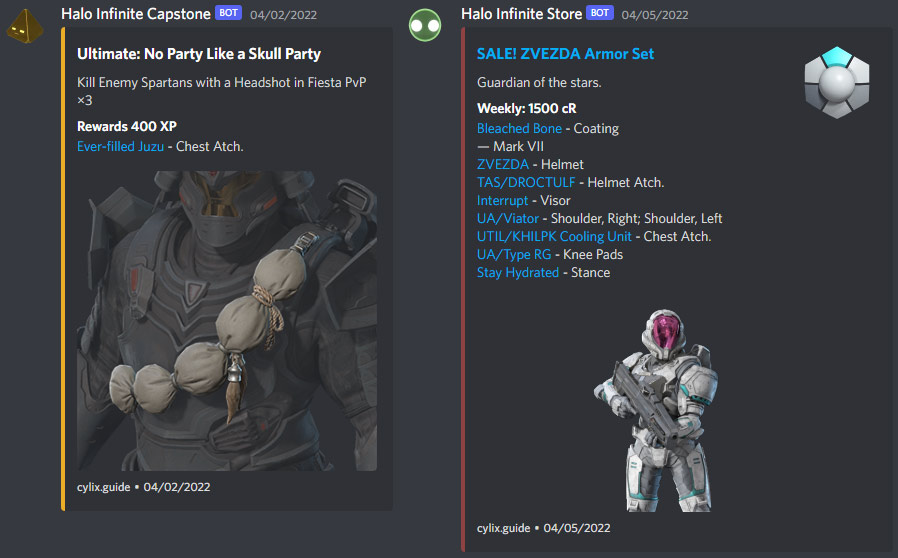 Halo Infinite Capstone BOT 04/02/2022
Ultimate: No Party Like a Skull Party
Kill Enemy Spartans with a Headshot in Fiesta PvP
×3
Rewards 400 XP
Ever-filled Juzu - Chest Atch.
cylix.guide • 04/02/2022
Halo Infinite Store BOT 04/05/2022
SALE! ZVEZDA Armor Set
Guardian of the stars.
Weekly: 1500 cR
Bleached Bone - Coating
— Mark VII
ZVEZDA - Helmet
TAS/DROCTULF - Helmet Atch.
Interrupt - Visor
UA/Viator - Shoulder, Right; Shoulder, Left
UTIL/KHILPK Cooling Unit - Chest Atch.
UA/Type RG - Knee Pads
Stay Hydrated - Stance
cylix.guide • 04/05/2022